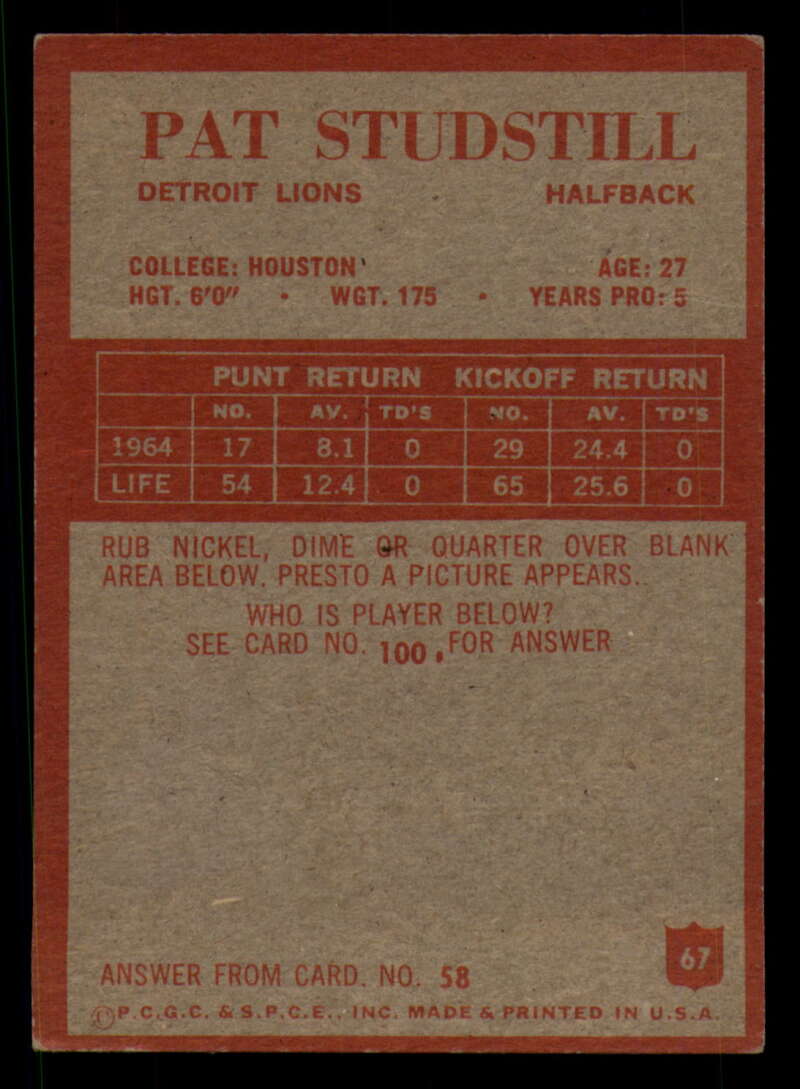 PAT STUDSTILL
DETROIT LIONS HALFBACK
COLLEGE: HOUSTON AGE: 27
HGT. 6'0" • WGT. 175 • YEARS PRO: 5
PUNT RETURN KICKOFF RETURN
NO. AV. TD'S NO. AV. TD'S
1964 17 8.1 0 29 24.4 0
LIFE 54 12.4 0 65 25.6 0
RUB NICKEL, DIME OR QUARTER OVER BLANK
AREA BELOW. PRESTO A PICTURE APPEARS..
WHO IS PLAYER BELOW?
SEE CARD NO. 100. FOR ANSWER
67
ANSWER FROM CARD. NO. 58
©P.C.G.C. & S.P.C.E., INC. MADE & PRINTED IN U.S.A.